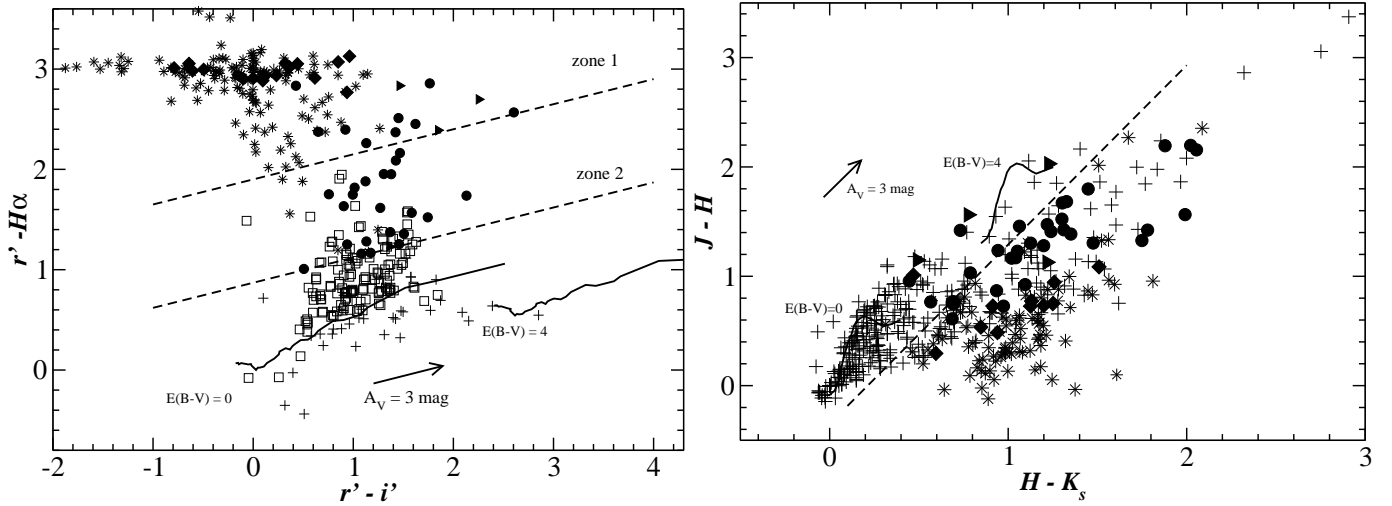 zone 1
zone 2
E(B-V) = 0
E(B-V) = 4
A_V = 3 mag
3
2
1
0
-2
-1
0
1
2
3
4
r' -Hα
r' - i'
E(B-V)=4
E(B-V)=0
A_V = 3 mag
3
2
1
0
0
1
2
3
J - H
H - K_s